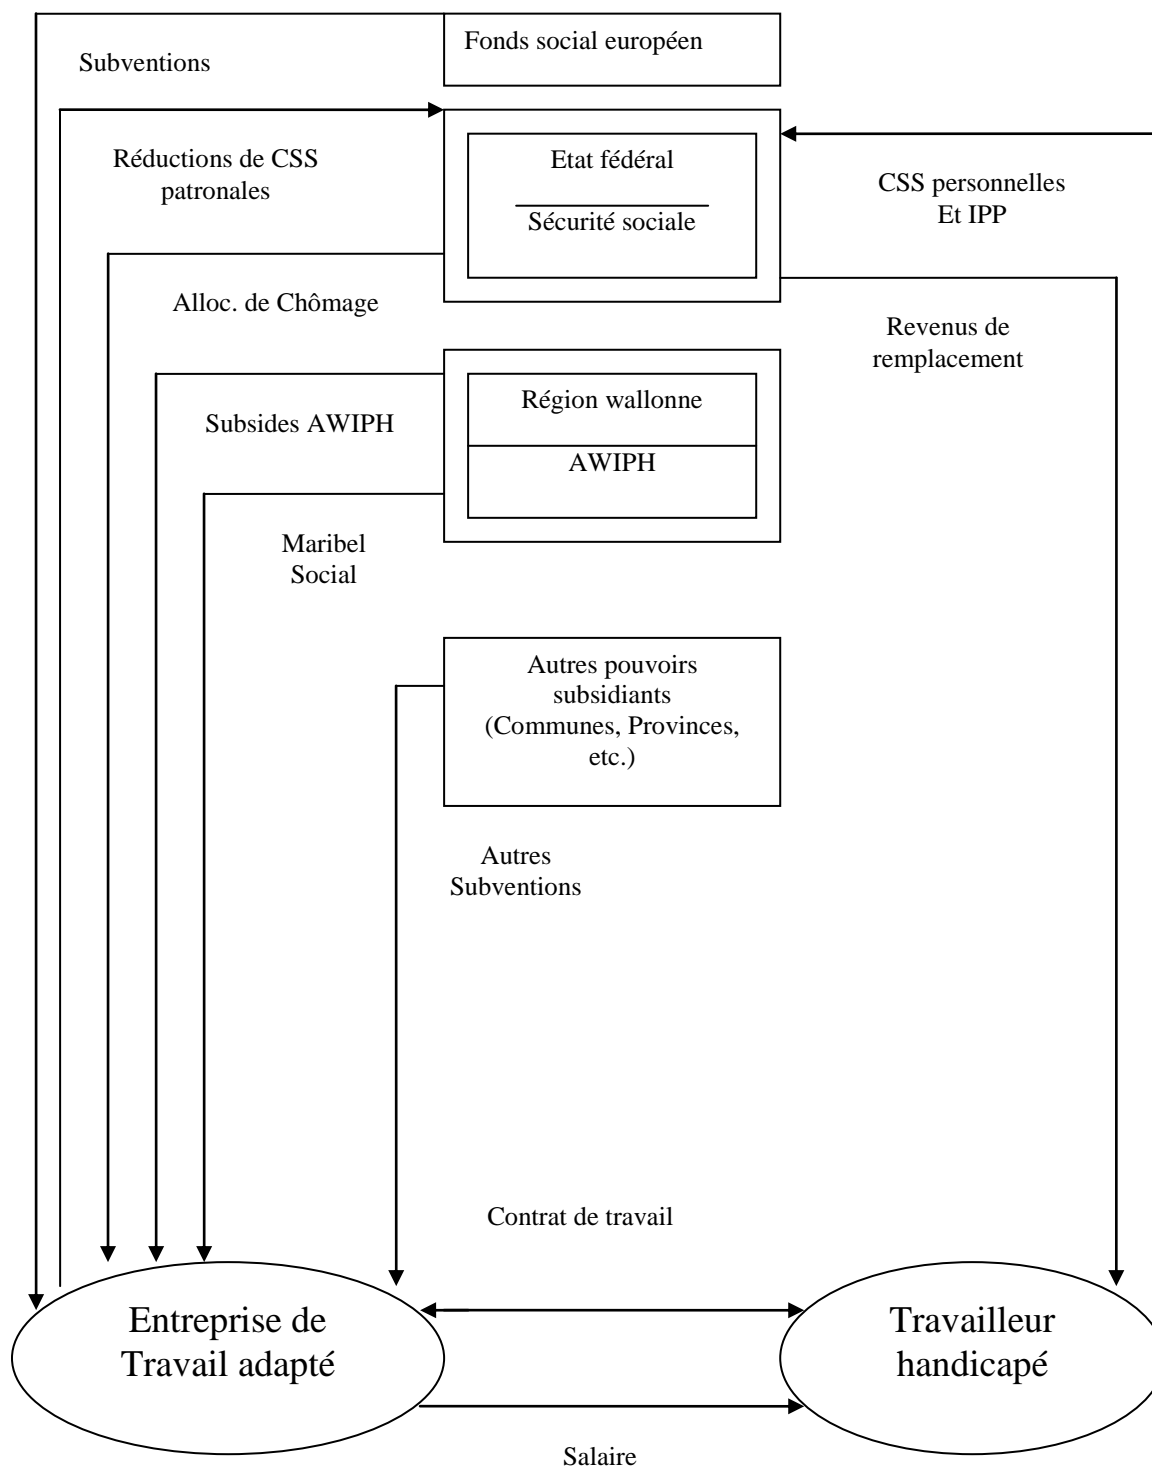 Fonds social européen
Subventions
Réductions de CSS
patronales
Etat fédéral
Sécurité sociale
CSS personnelles
Et IPP
Alloc. de Chômage
Revenus de
remplacement
Subsides AWIPH
Région wallonne
AWIPH
Maribel
Social
Autres pouvoirs
subsidiants
(Communes, Provinces,
etc.)
Autres
Subventions
Contrat de travail
Entreprise de
Travail adapté
Travailleur
handicapé
Salaire